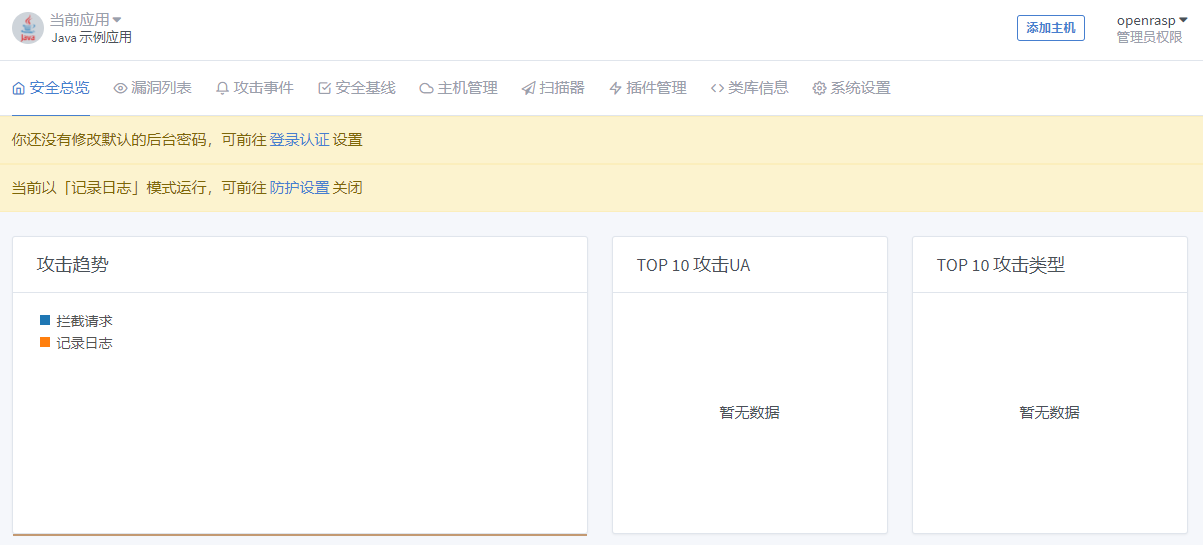 当前应用
Java 示例应用
添加主机
openrasp
管理员权限
安全总览 漏洞列表 攻击事件 安全基线 主机管理 扫描器 插件管理 类库信息 系统设置
你还没有修改默认的后台密码，可前往 登录认证 设置
当前以「记录日志」模式运行，可前往 防护设置 关闭
攻击趋势
拦截请求
记录日志
TOP 10 攻击UA
暂无数据
TOP 10 攻击类型
暂无数据